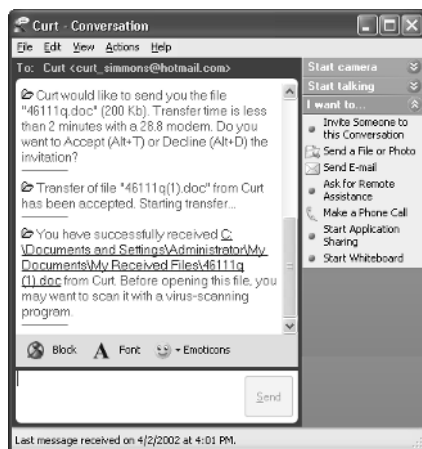 Curt - Conversation
File Edit View Actions Help
To: Curt <curt_simmons@hotmail.com>
Curt would like to send you the file
"46111q.doc" (200 Kb). Transfer time is less
than 2 minutes with a 28.8 modem. Do you
want to Accept (Alt+T) or Decline (Alt+D) the
invitation?
Transfer of file "46111q(1).doc" from Curt
has been accepted. Starting transfer...
You have successfully received C:
\Documents and Settings\Administrator\My
Documents\My Received Files\46111q
(1).doc from Curt. Before opening this file, you
may want to scan it with a virus-scanning
program.
Block A Font Emoticons
Send
Last message received on 4/2/2002 at 4:01 PM.
Start camera
Start talking
I want to...
Invite Someone to
this Conversation
Send a File or Photo
Send E-mail
Ask for Remote
Assistance
Make a Phone Call
Start Application
Sharing
Start Whiteboard